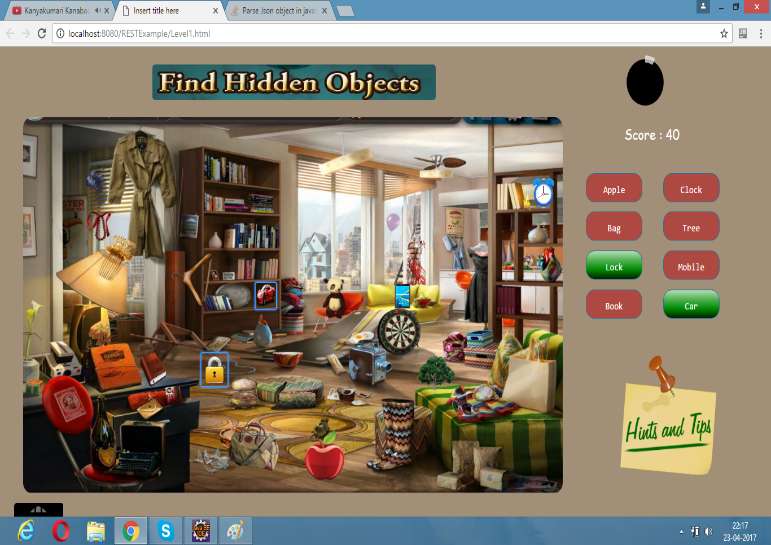 Kanyakumari Kanaba
Insert title here
Parse Json object in java
localhost:8080/RESTExample/Level1.html
Find Hidden Objects
Score : 40
Apple
Clock
Bag
Tree
Lock
Mobile
Book
Car
Hints and Tips
22:17
23-04-2017